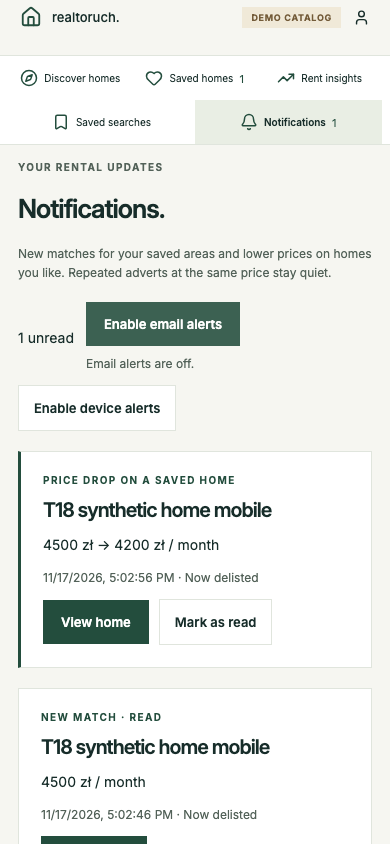 realtoruch.
DEMO CATALOG
Discover homes
Saved homes 1
Rent insights
Saved searches
Notifications 1
YOUR RENTAL UPDATES
Notifications.
New matches for your saved areas and lower prices on homes
you like. Repeated adverts at the same price stay quiet.
1 unread
Enable email alerts
Email alerts are off.
Enable device alerts
PRICE DROP ON A SAVED HOME
T18 synthetic home mobile
4500 zł → 4200 zł / month
11/17/2026, 5:02:56 PM · Now delisted
View home
Mark as read
NEW MATCH · READ
T18 synthetic home mobile
4500 zł / month
11/17/2026, 5:02:46 PM · Now delisted